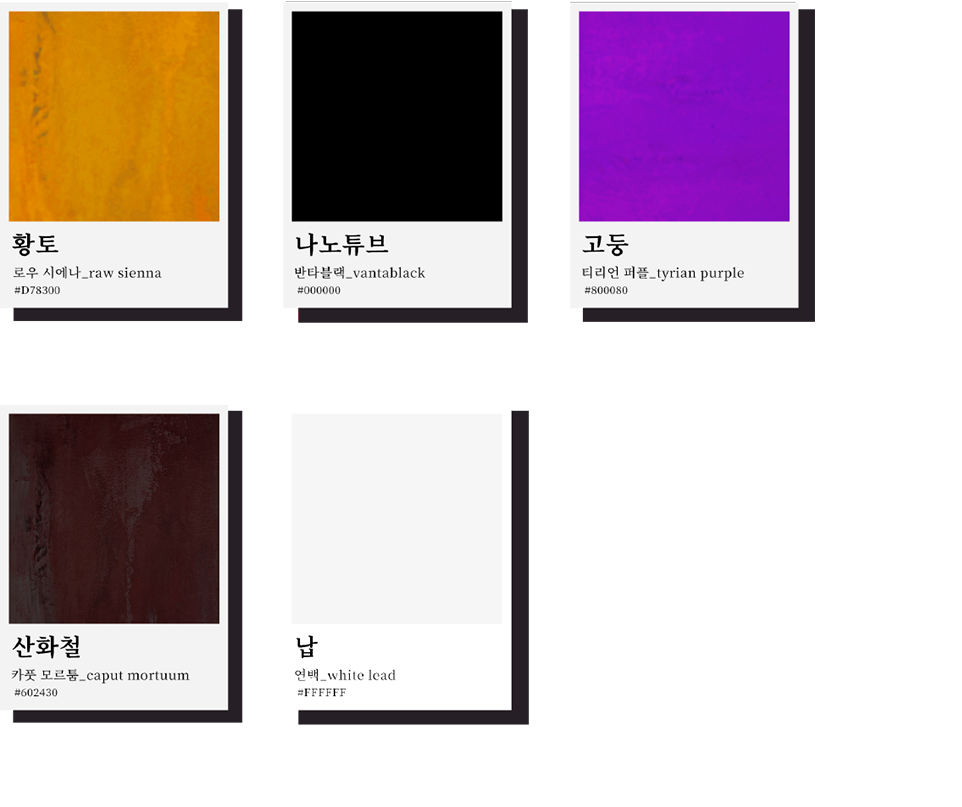 황토
로우 시에나_raw sienna
#D78300
나노튜브
반타블랙_vantablack
#000000
고둥
티리언 퍼플_tyrian purple
#800080
산화철
카풋 모르툼_caput mortuum
#602430
납
연백_white lead
#FFFFFF